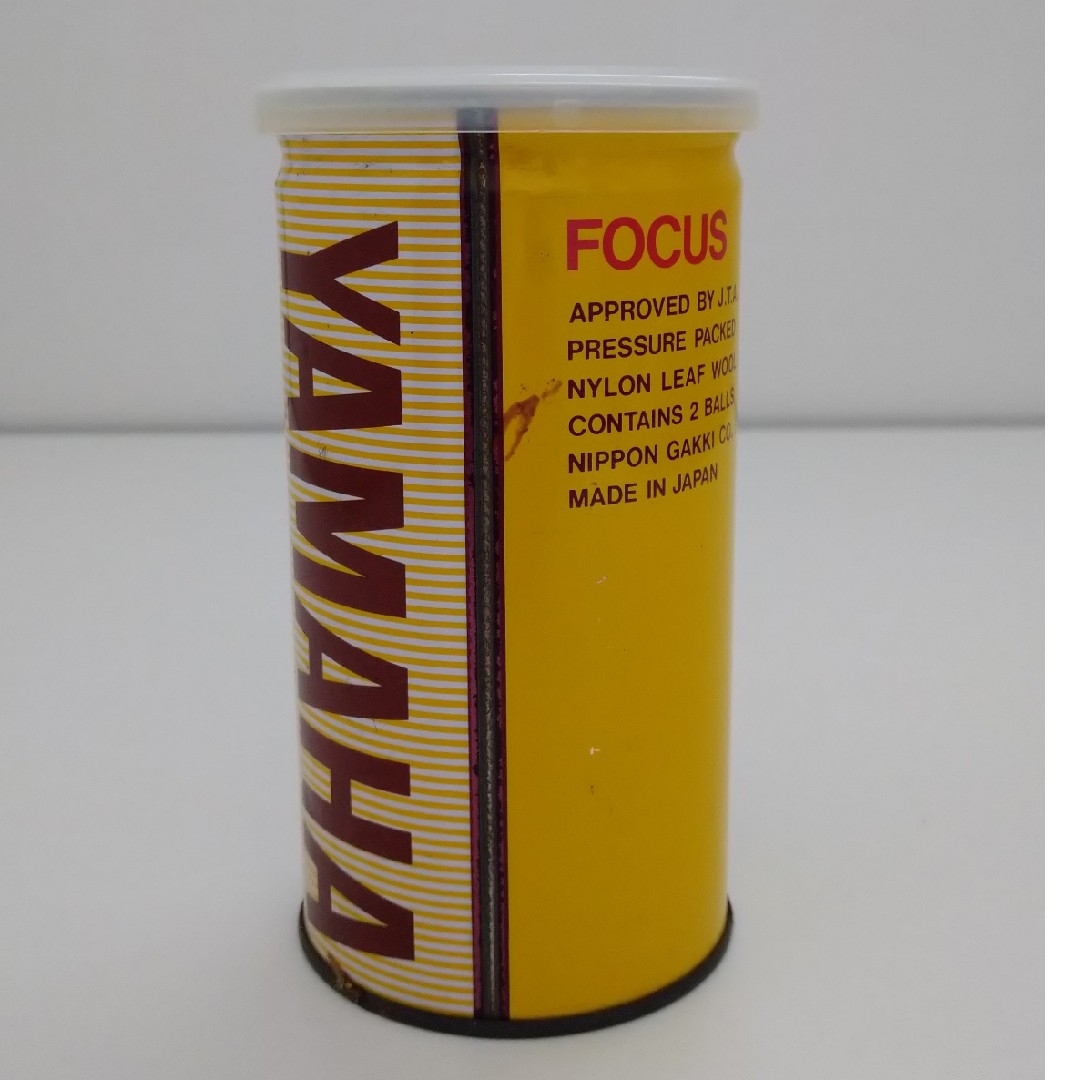 YAMAHA
FOCUS
APPROVED BY J.T.A
PRESSURE PACKED
NYLON LEAF WOOL
CONTAINS 2 BALLS
NIPPON GAKKI CO.,
MADE IN JAPAN